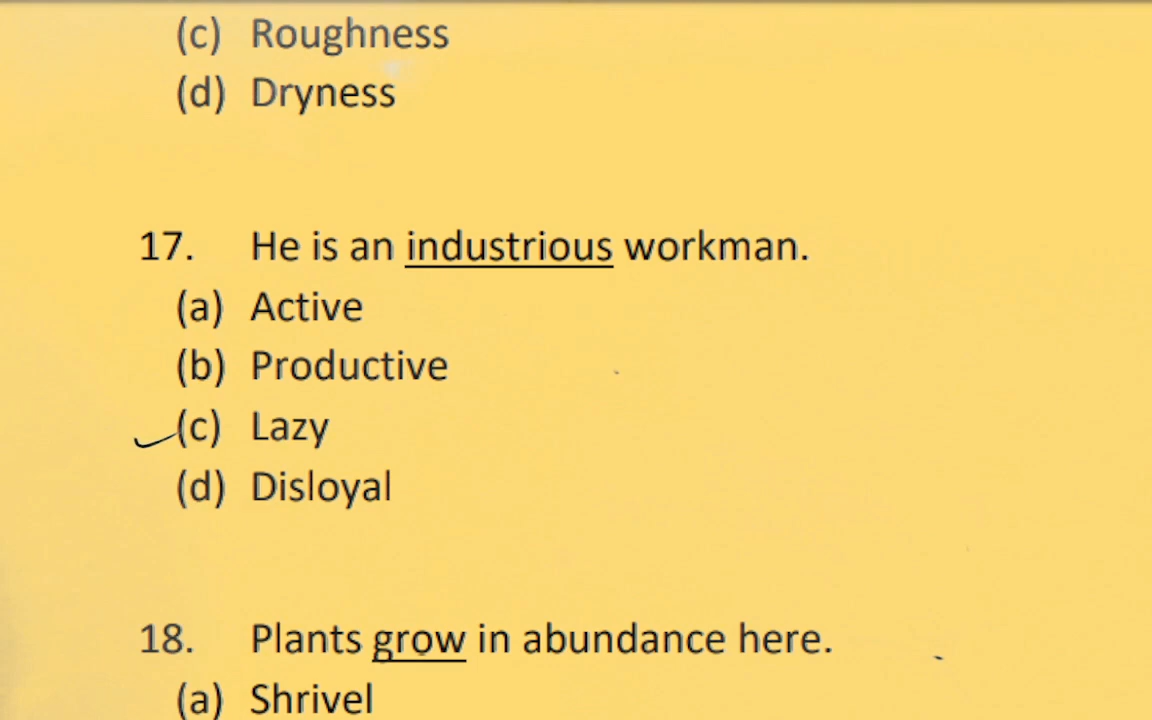 (c) Roughness
(d) Dryness
17. He is an industrious workman.
(a) Active
(b) Productive
(c) Lazy
(d) Disloyal
18. Plants grow in abundance here.
(a) Shrivel